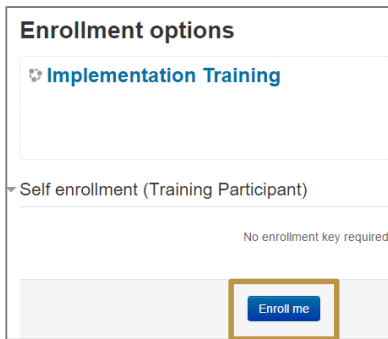 Enrollment options
Implementation Training
Self enrollment (Training Participant)
No enrollment key required
Enroll me